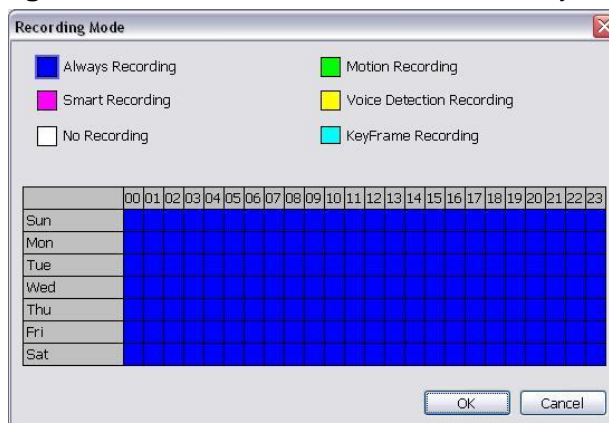 Recording Mode
Always Recording
Motion Recording
Smart Recording
Voice Detection Recording
No Recording
KeyFrame Recording
00 01 02 03 04 05 06 07 08 09 10 11 12 13 14 15 16 17 18 19 20 21 22 23
Sun
Mon
Tue
Wed
Thu
Fri
Sat
OK
Cancel